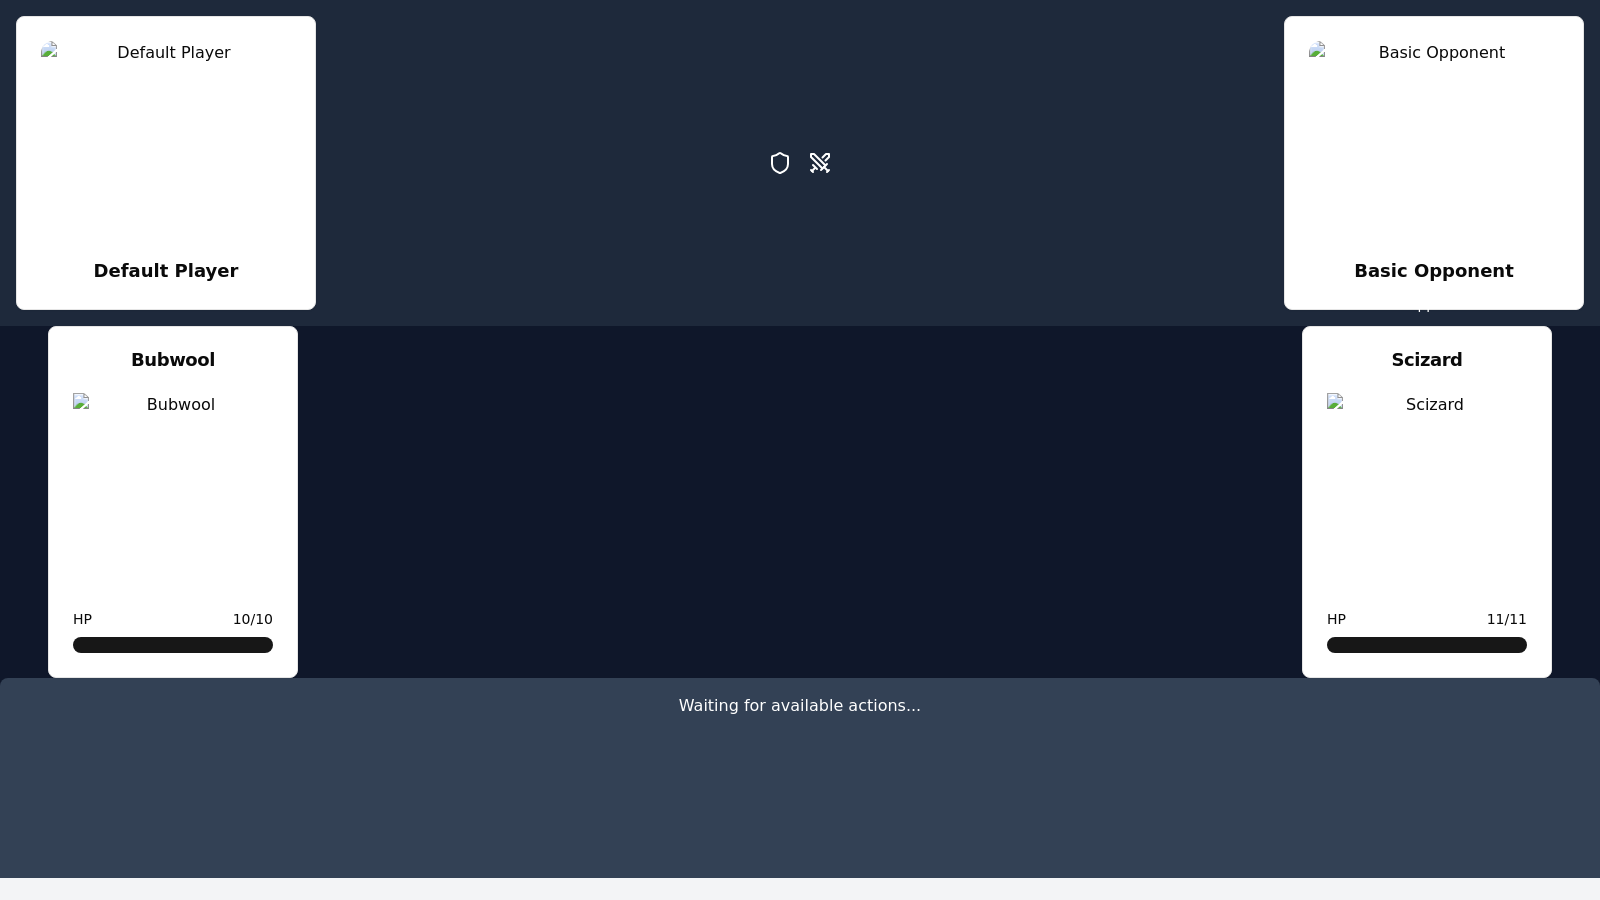 Default Player
Basic Opponent
Default Player
Basic Opponent
Bubwool
Scizard
Bubwool
Scizard
HP 10/10
HP 11/11
Waiting for available actions...